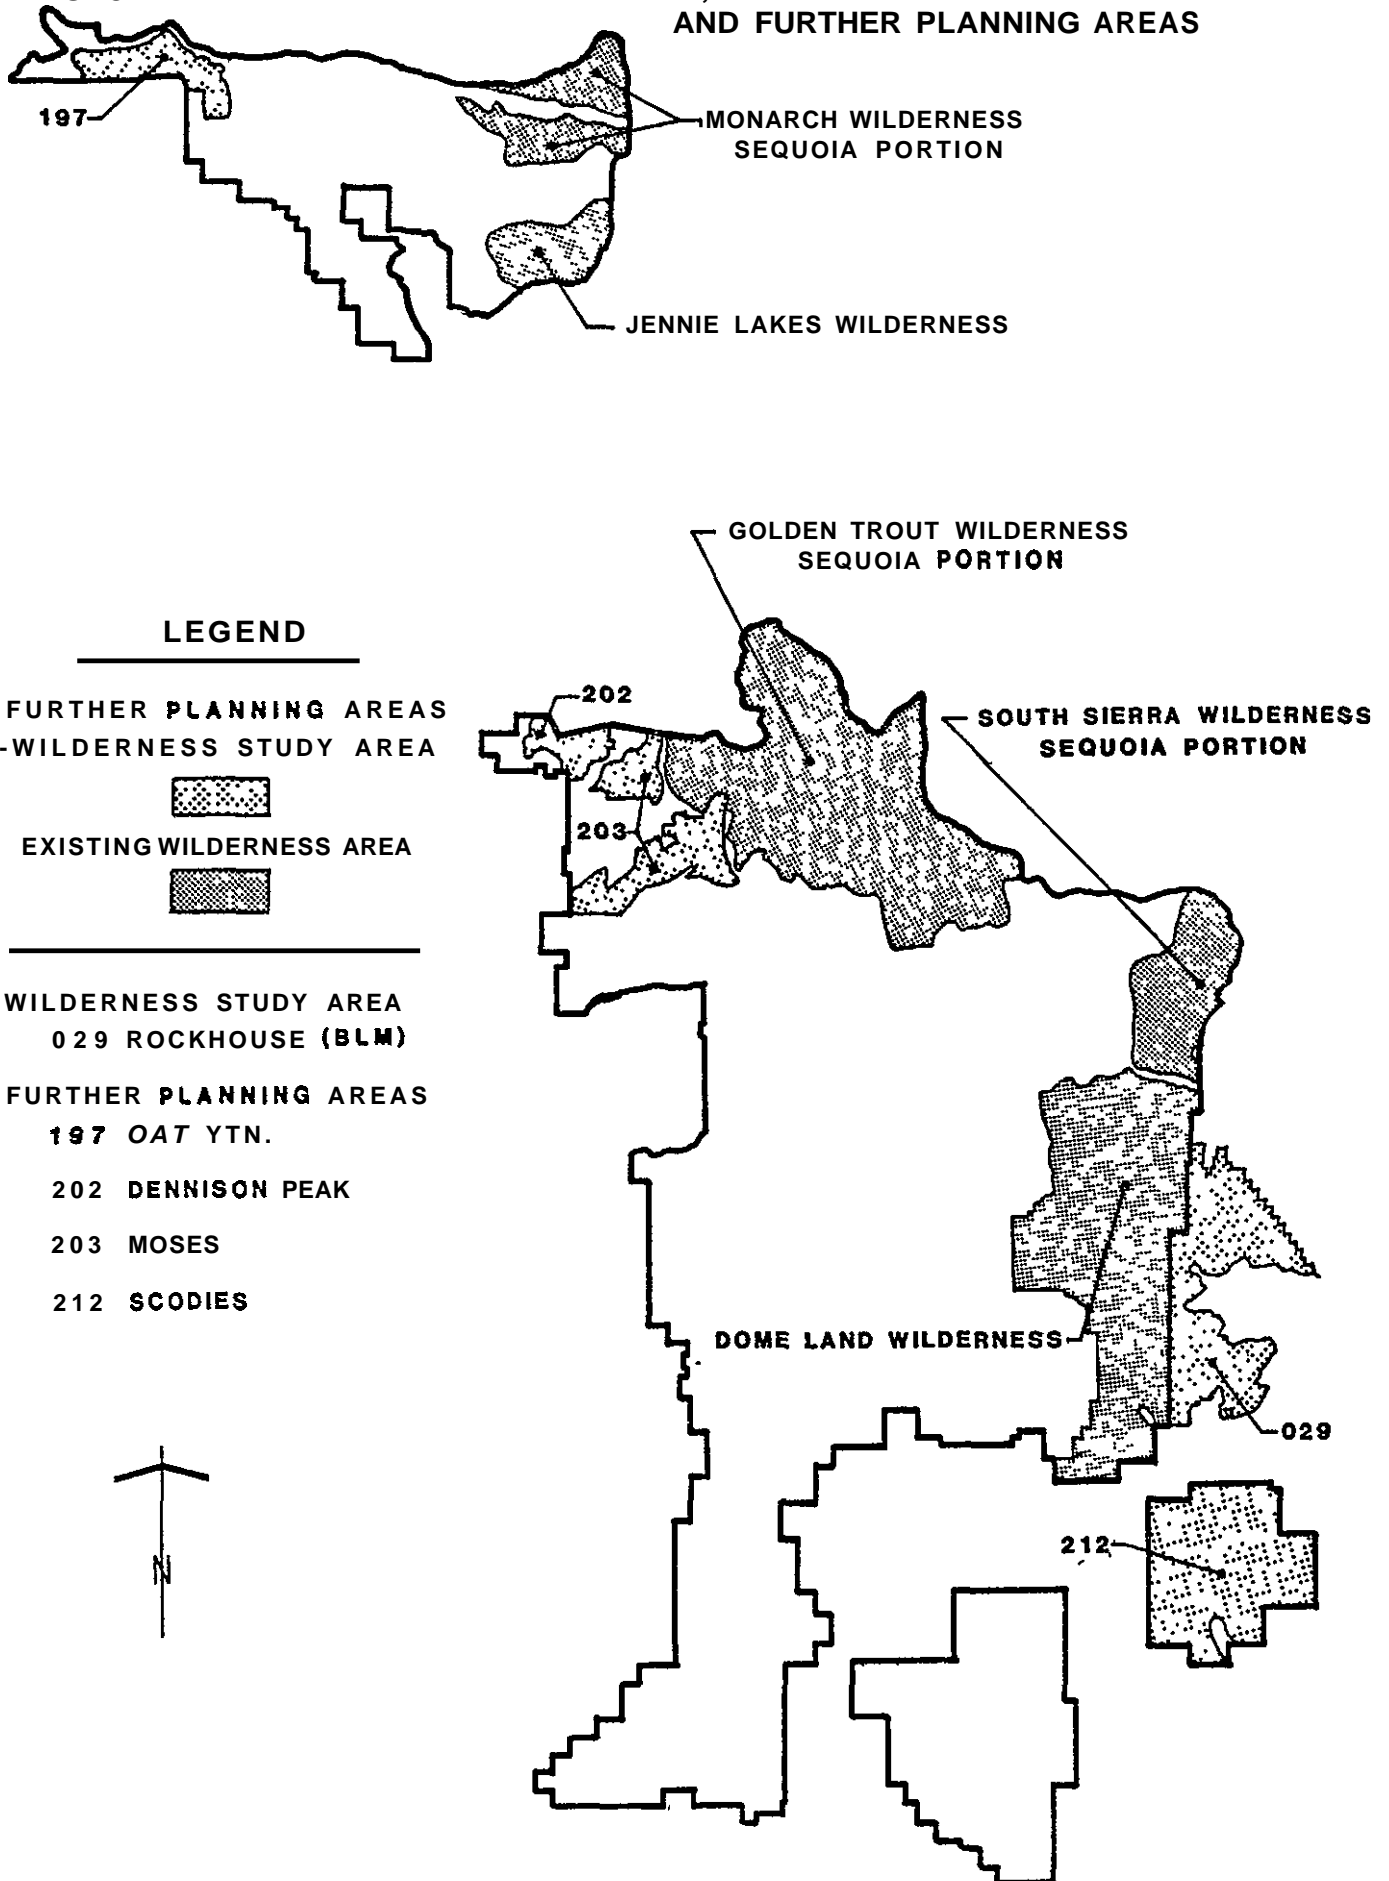 AND FURTHER PLANNING AREAS
197
MONARCH WILDERNESS
SEQUOIA PORTION
JENNIE LAKES WILDERNESS
GOLDEN TROUT WILDERNESS
SEQUOIA PORTION
LEGEND
FURTHER PLANNING AREAS
-WILDERNESS STUDY AREA
EXISTING WILDERNESS AREA
202
SOUTH SIERRA WILDERNESS
SEQUOIA PORTION
203
WILDERNESS STUDY AREA
029 ROCKHOUSE (BLM)
FURTHER PLANNING AREAS
197 OAT YTN.
202 DENNISON PEAK
203 MOSES
212 SCODIES
DOME LAND WILDERNESS
029
212
N